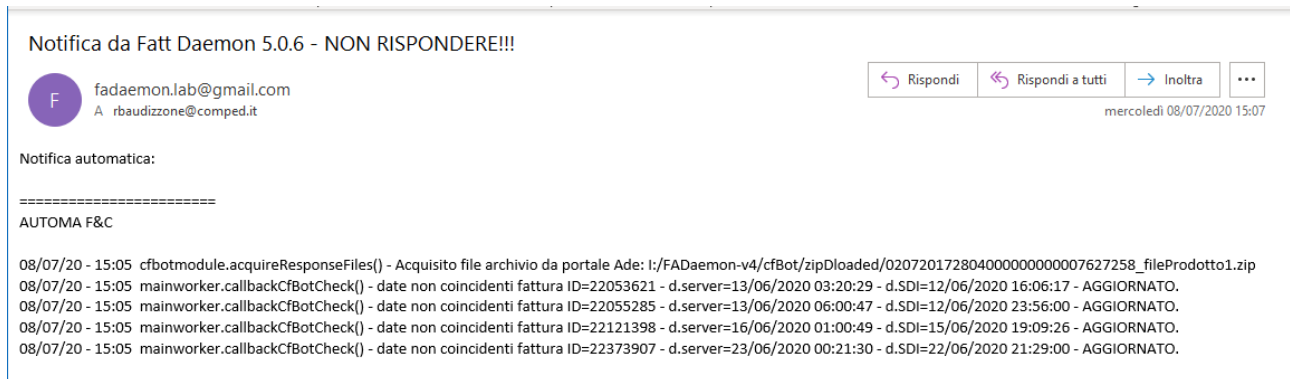 Notifica da Fatt Daemon 5.0.6 - NON RISPONDERE!!!
F
fadaemon.lab@gmail.com
A rbaudizzone@comped.it
Rispondi
Rispondi a tutti
Inoltra
mercoledì 08/07/2020 15:07
Notifica automatica:
========================
AUTOMA F&C
08/07/20 - 15:05 cfbotmodule.acquireResponseFiles() - Acquisito file archivio da portale Ade: I:/FADaemon-v4/cfBot/zipDloaded/020720172804000000000007627258_fileProdotto1.zip
08/07/20 - 15:05 mainworker.callbackCfBotCheck() - date non coincidenti fattura ID=22053621 - d.server=13/06/2020 03:20:29 - d.SDI=12/06/2020 16:06:17 - AGGIORNATO.
08/07/20 - 15:05 mainworker.callbackCfBotCheck() - date non coincidenti fattura ID=22055285 - d.server=13/06/2020 06:00:47 - d.SDI=12/06/2020 23:56:00 - AGGIORNATO.
08/07/20 - 15:05 mainworker.callbackCfBotCheck() - date non coincidenti fattura ID=22121398 - d.server=16/06/2020 01:00:49 - d.SDI=15/06/2020 19:09:26 - AGGIORNATO.
08/07/20 - 15:05 mainworker.callbackCfBotCheck() - date non coincidenti fattura ID=22373907 - d.server=23/06/2020 00:21:30 - d.SDI=22/06/2020 21:29:00 - AGGIORNATO.